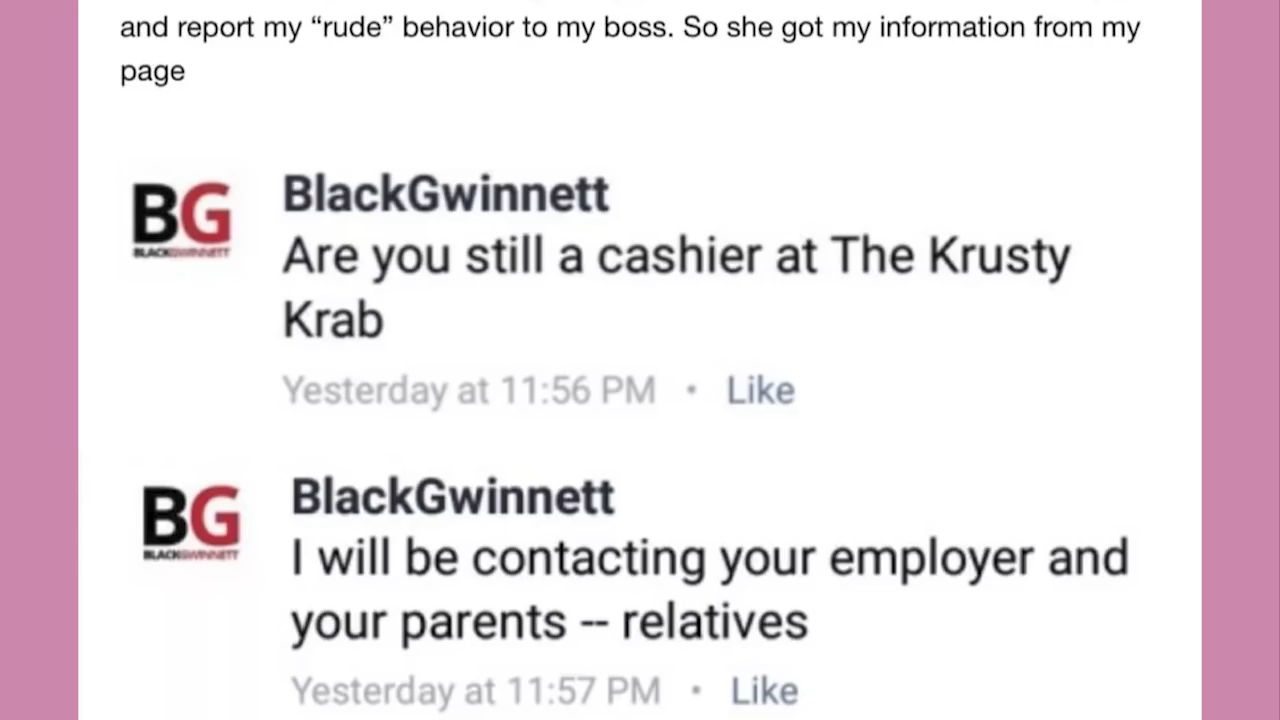 and report my “rude” behavior to my boss. So she got my information from my
page
BG
BLACKGWINNETT
BlackGwinnett
Are you still a cashier at The Krusty
Krab
Yesterday at 11:56 PM • Like
BG
BLACKGWINNETT
BlackGwinnett
I will be contacting your employer and
your parents -- relatives
Yesterday at 11:57 PM • Like